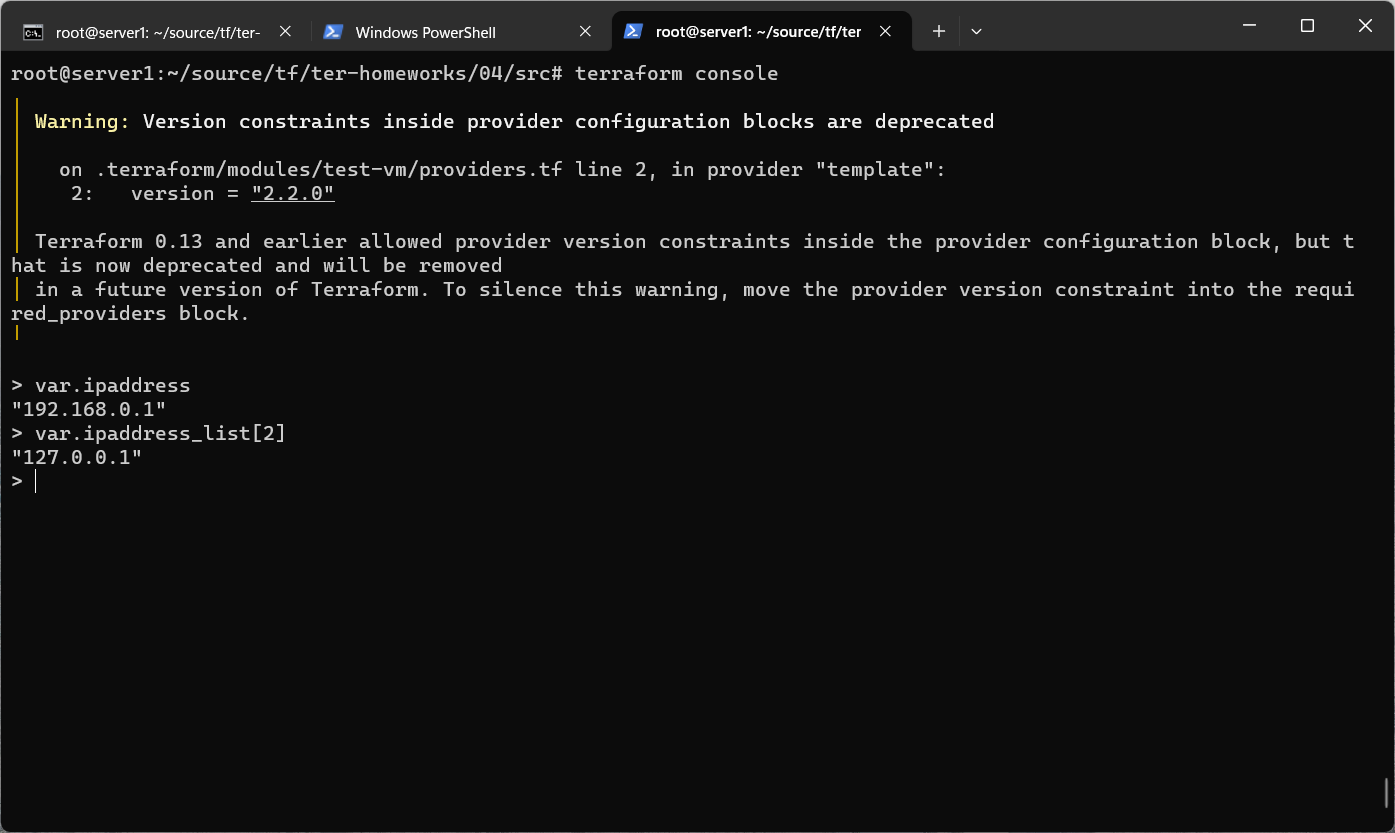 root@server1: ~/source/tf/ter-
Windows PowerShell
root@server1: ~/source/tf/ter
root@server1:~/source/tf/ter-homeworks/04/src# terraform console
Warning: Version constraints inside provider configuration blocks are deprecated
on .terraform/modules/test-vm/providers.tf line 2, in provider "template":
2:   version = "2.2.0"
Terraform 0.13 and earlier allowed provider version constraints inside the provider configuration block, but t
hat is now deprecated and will be removed
│ in a future version of Terraform. To silence this warning, move the provider version constraint into the requi
red_providers block.
> var.ipaddress
"192.168.0.1"
> var.ipaddress_list[2]
"127.0.0.1"
>